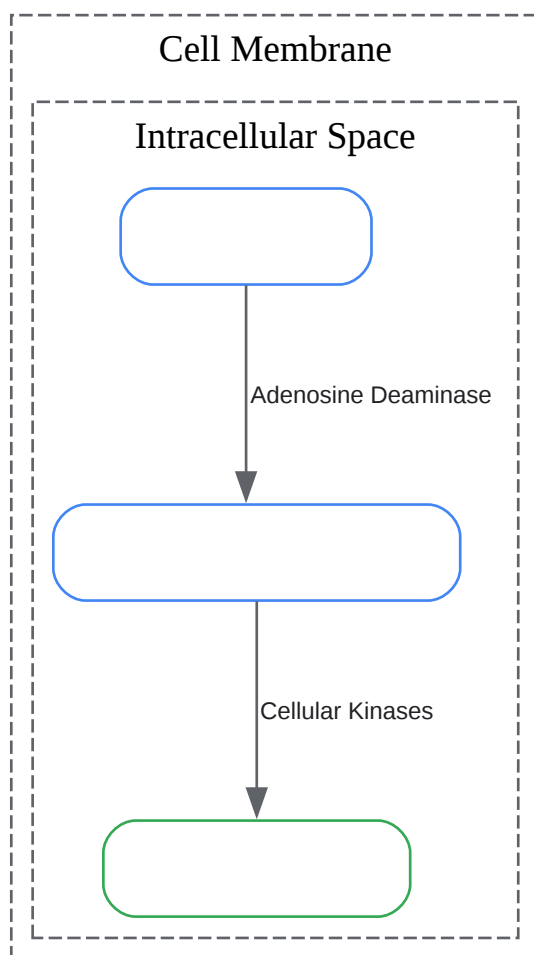 Cell Membrane
Intracellular Space
Adenosine Deaminase
Cellular Kinases